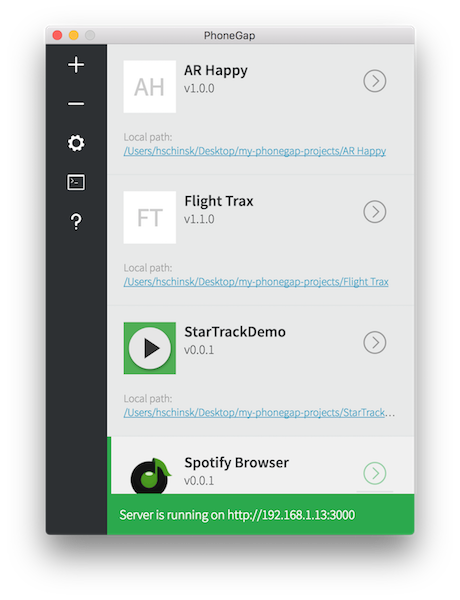 PhoneGap
AH
AR Happy
v1.0.0
Local path:
/Users/hschinsk/Desktop/my-phonegap-projects/AR Happy
FT
Flight Trax
v1.1.0
Local path:
/Users/hschinsk/Desktop/my-phonegap-projects/Flight Trax
StarTrackDemo
v0.0.1
Local path:
/Users/hschinsk/Desktop/my-phonegap-projects/StarTrack...
Spotify Browser
v0.0.1
Server is running on http://192.168.1.13:3000